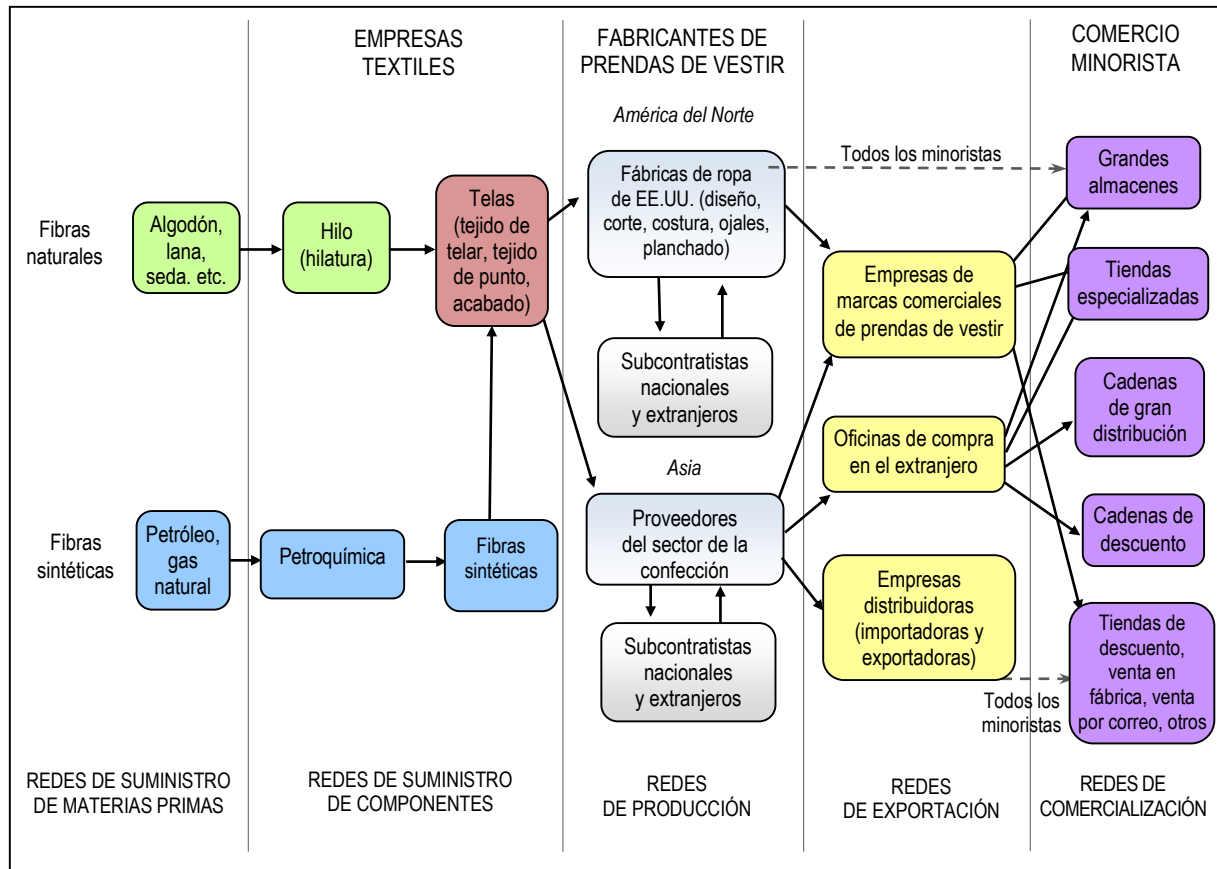 EMPRESAS
TEXTILES
FABRICANTES DE
PRENDAS DE VESTIR
COMERCIO
MINORISTA
América del Norte
Todos los minoristas
Fibras
naturales
Algodón,
lana,
seda. etc.
Hilo
(hilatura)
Telas
(tejido de
telar, tejido
de punto,
acabado)
Fábricas de ropa
de EE.UU. (diseño,
corte, costura, ojales,
planchado)
Subcontratistas
nacionales
y extranjeros
Empresas de
marcas comerciales
de prendas de vestir
Grandes
almacenes
Tiendas
especializadas
Cadenas
de gran
distribución
Oficinas de compra
en el extranjero
Asia
Fibras
sintéticas
Petróleo,
gas
natural
Petroquímica
Fibras
sintéticas
Proveedores
del sector de la
confección
Subcontratistas
nacionales
y extranjeros
Empresas
distribuidoras
(importadoras y
exportadoras)
Cadenas de
descuento
Tiendas de
descuento,
venta en
fábrica, venta
por correo, otros
Todos los
minoristas
REDES DE SUMINISTRO
DE MATERIAS PRIMAS
REDES DE SUMINISTRO
DE COMPONENTES
REDES
DE PRODUCCIÓN
REDES
DE EXPORTACIÓN
REDES DE
COMERCIALIZACIÓN